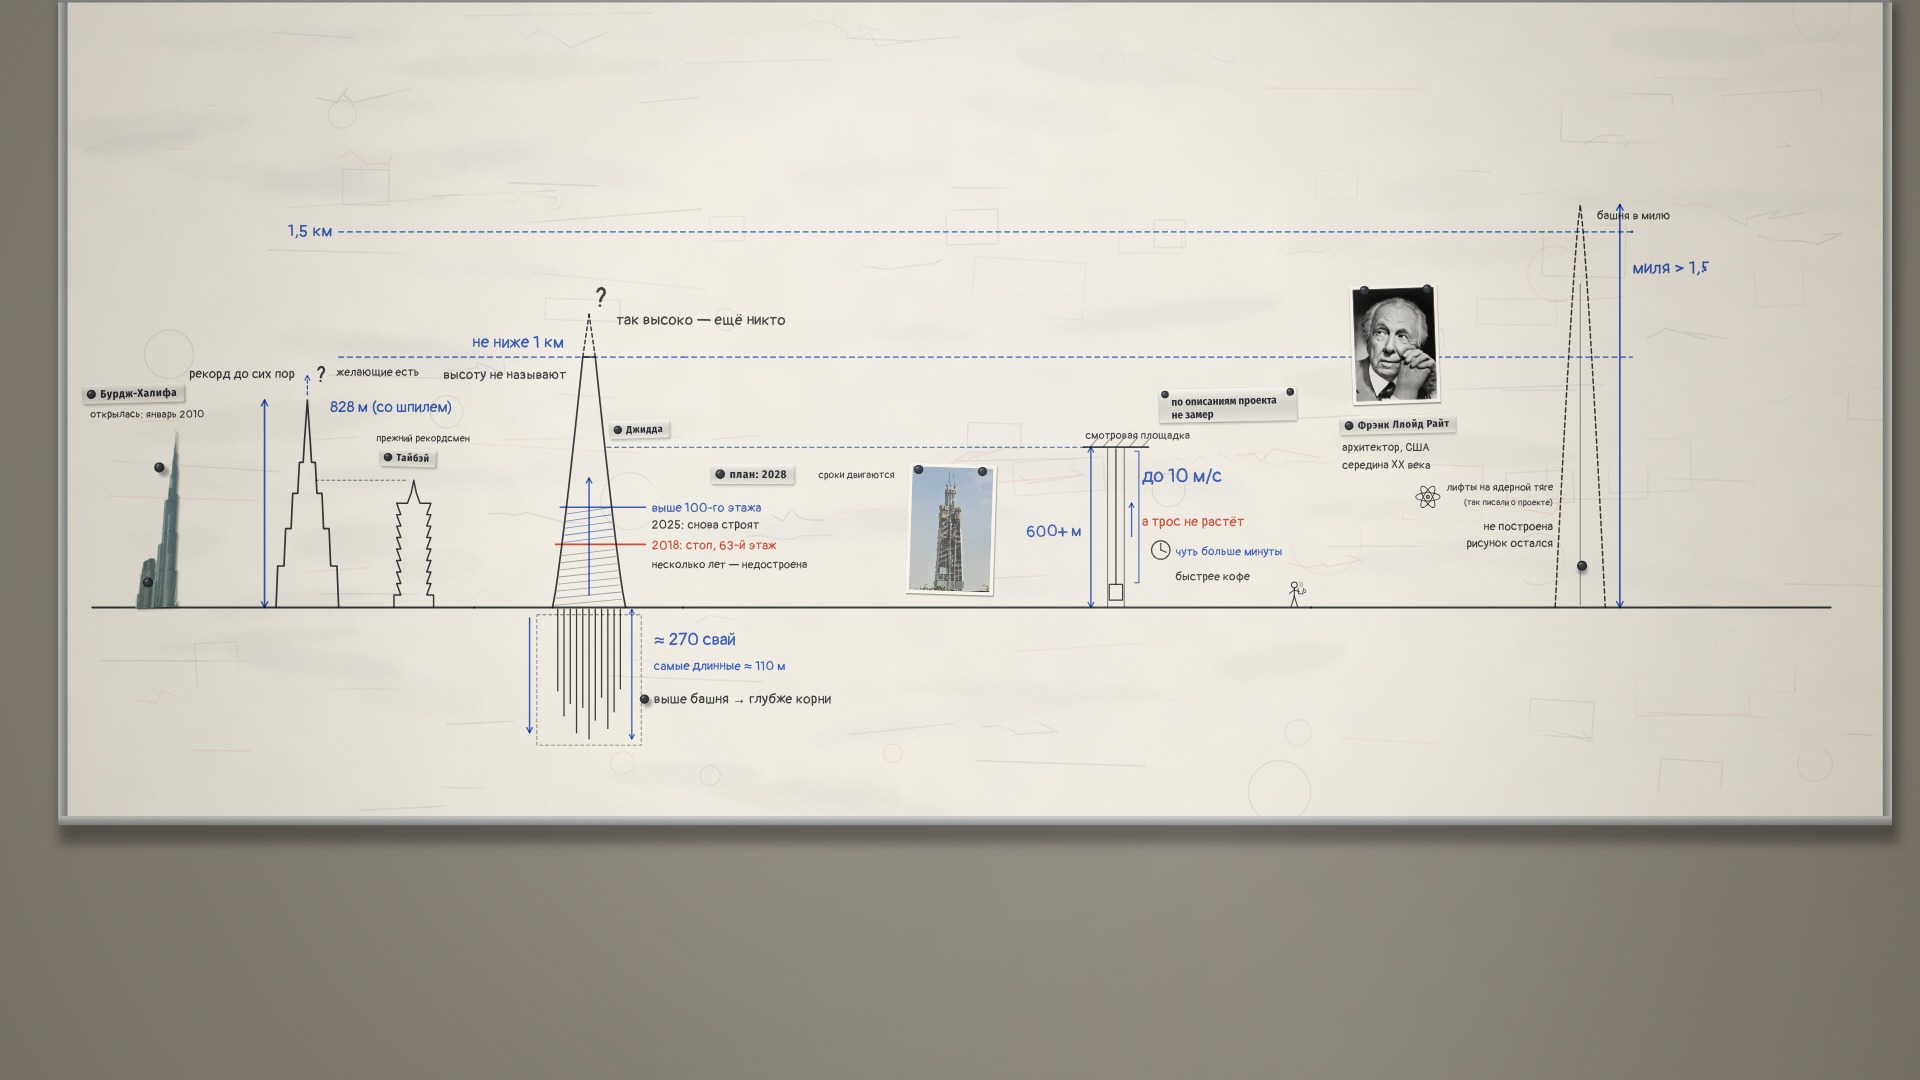 1,5 км
башня в милю
миля > 1,5
?
так высоко — ещё никто
не ниже 1 км
высоту не называют
рекорд до сих пор
?
желающие есть
Бурдж-Халифа
открылась: январь 2010
828 м (со шпилем)
прежний рекордсмен
Тайбэй
Джидда
план: 2028
сроки двигаются
выше 100-го этажа
2025: снова строят
2018: стоп, 63-й этаж
несколько лет — недостроена
≈ 270 свай
самые длинные ≈ 110 м
выше башня → глубже корни
по описаниям проекта
не замер
смотровая площадка
до 10 м/с
600+ м
а трос не растёт
чуть больше минуты
быстрее кофе
Фрэнк Ллойд Райт
архитектор, США
середина XX века
лифты на ядерной тяге
(так писали о проекте)
не построена
рисунок остался